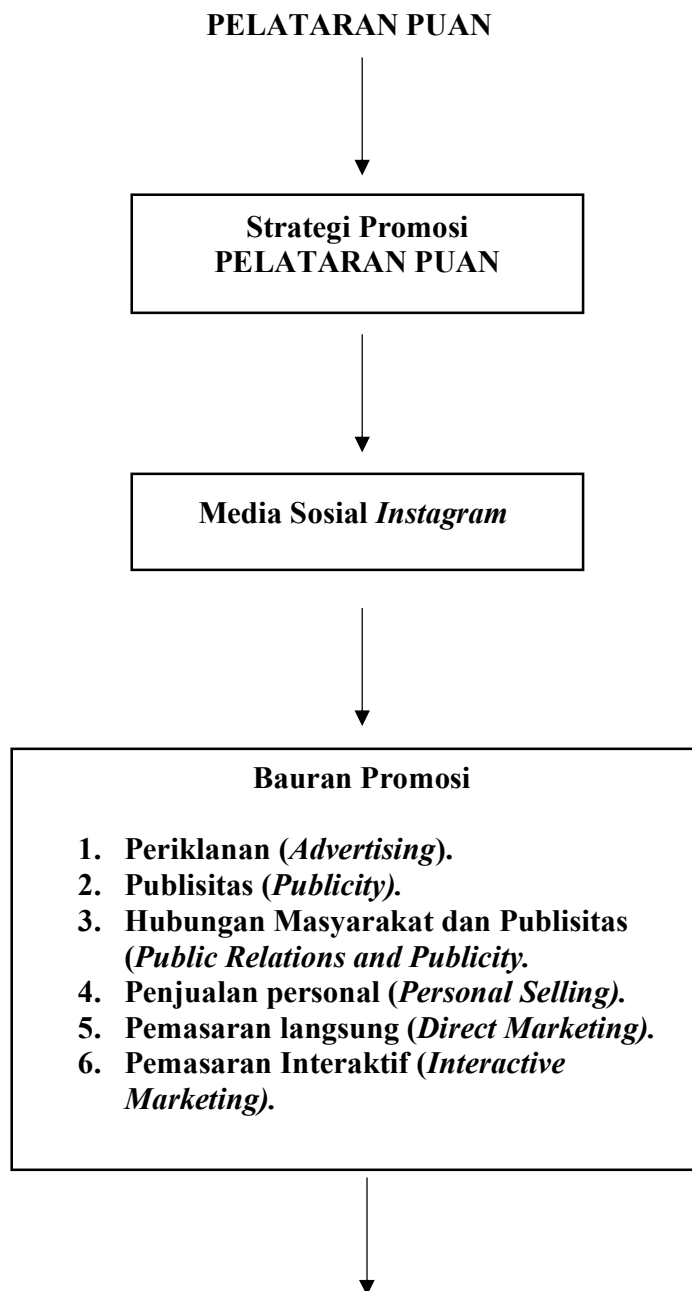 PELATARAN PUAN
Strategi Promosi
PELATARAN PUAN
Media Sosial Instagram
Bauran Promosi
1. Periklanan (Advertising).
2. Publisitas (Publicity).
3. Hubungan Masyarakat dan Publisitas
(Public Relations and Publicity.
4. Penjualan personal (Personal Selling).
5. Pemasaran langsung (Direct Marketing).
6. Pemasaran Interaktif (Interactive
Marketing).